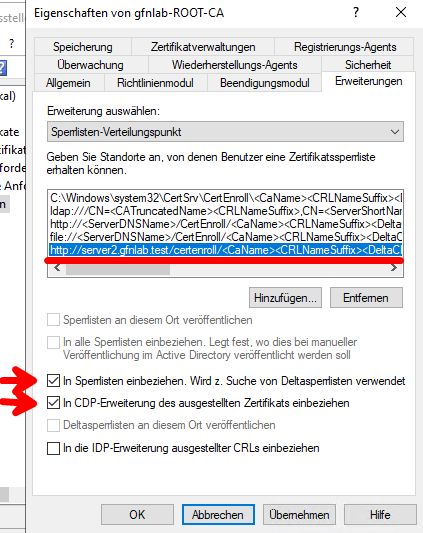 Eigenschaften von gfnlab-ROOT-CA
?
Speicherung
Zertifikatverwaltungen
Registrierungs-Agents
Überwachung
Wiederherstellungs-Agents
Sicherheit
Allgemein
Richtlinienmodul
Beendigungsmodul
Erweiterungen
Erweiterung auswählen:
Sperrlisten-Verteilungspunkt
Geben Sie Standorte an, von denen Benutzer eine Zertifikatssperrliste
erhalten können.
C:\Windows\system32\CertSrv\CertEnroll\<CaName><CRLNameSuffix><
ldap:///CN=<CATruncatedName><CRLNameSuffix>,CN=<ServerShortNar
http://<ServerDNSName>/CertEnroll/<CaName><CRLNameSuffix><Delta
file://<ServerDNSName>/CertEnroll/<CaName><CRLNameSuffix><DeltaC
http://server2.gfnlab.test/certenroll/<CaName><CRLNameSuffix><DeltaC
Hinzufügen...
Entfernen
Sperrlisten an diesem Ort veröffentlichen
In alle Sperrlisten einbeziehen. Legt fest, wo dies bei manueller
Veröffentlichung im Active Directory veröffentlicht werden soll
In Sperrlisten einbeziehen. Wird z. Suche von Deltasperrlisten verwendet
In CDP-Erweiterung des ausgestellten Zertifikats einbeziehen
Deltasperrlisten an diesem Ort veröffentlichen
In die IDP-Erweiterung ausgestellter CRLs einbeziehen
OK
Abbrechen
Übernehmen
Hilfe
?
kal)
kate
tifikat
forde
e Anfo
n